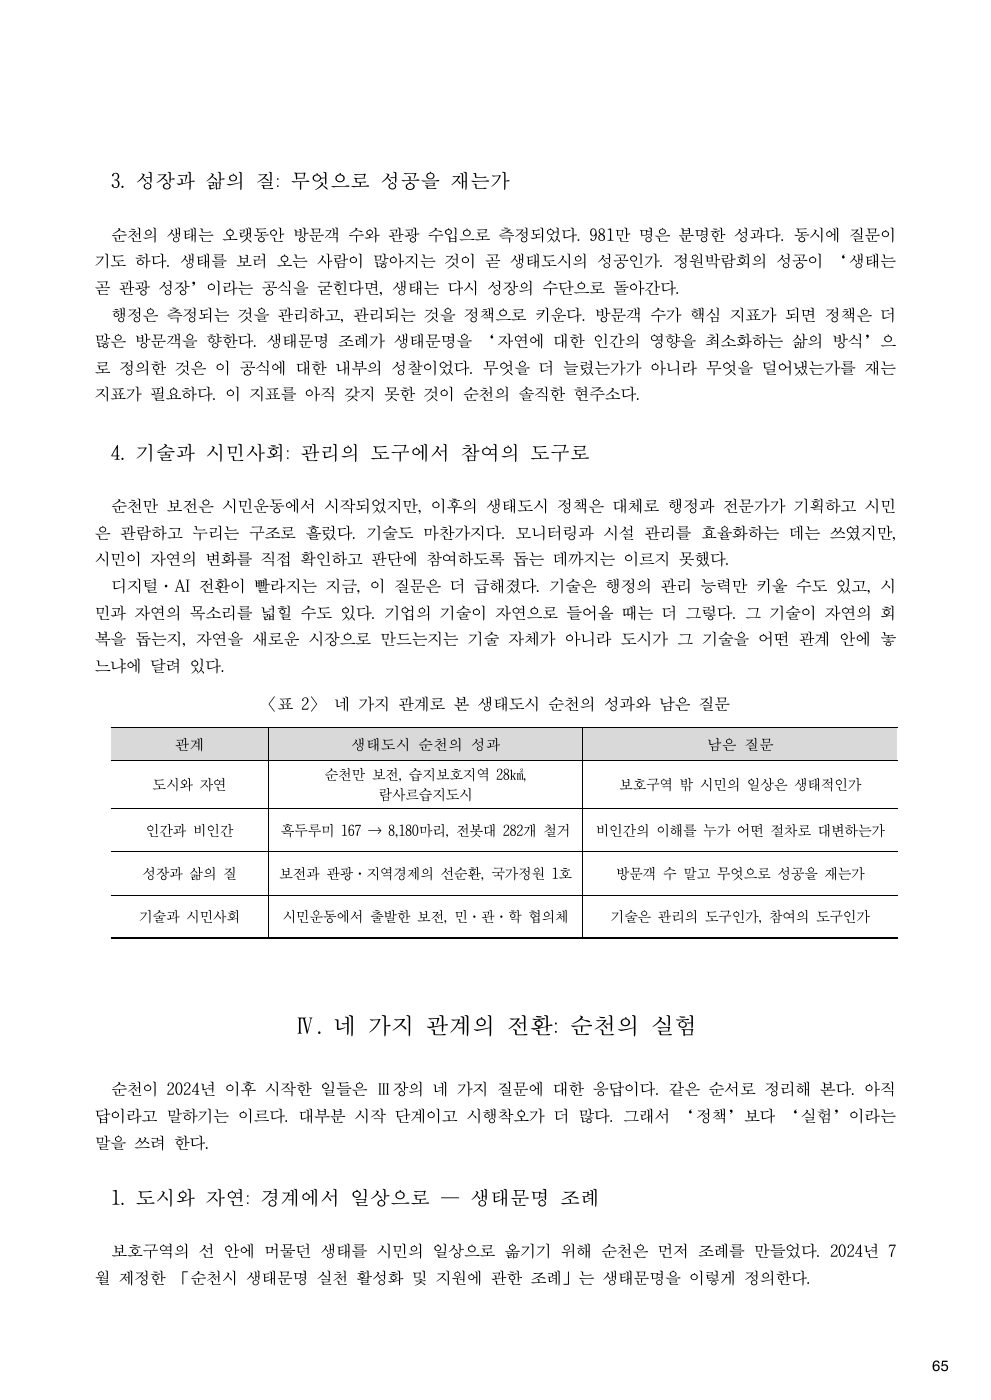 3. 성장과 삶의 질: 무엇으로 성공을 재는가
순천의 생태는 오랫동안 방문객 수와 관광 수입으로 측정되었다. 981만 명은 분명한 성과다. 동시에 질문이
기도 하다. 생태를 보러 오는 사람이 많아지는 것이 곧 생태도시의 성공인가. 정원박람회의 성공이 ‘생태는
곧 관광 성장’이라는 공식을 굳힌다면, 생태는 다시 성장의 수단으로 돌아간다.
행정은 측정되는 것을 관리하고, 관리되는 것을 정책으로 키운다. 방문객 수가 핵심 지표가 되면 정책은 더
많은 방문객을 향한다. 생태문명 조례가 생태문명을 ‘자연에 대한 인간의 영향을 최소화하는 삶의 방식’으
로 정의한 것은 이 공식에 대한 내부의 성찰이었다. 무엇을 더 늘렸는가가 아니라 무엇을 덜어냈는가를 재는
지표가 필요하다. 이 지표를 아직 갖지 못한 것이 순천의 솔직한 현주소다.
4. 기술과 시민사회: 관리의 도구에서 참여의 도구로
순천만 보전은 시민운동에서 시작되었지만, 이후의 생태도시 정책은 대체로 행정과 전문가가 기획하고 시민
은 관람하고 누리는 구조로 흘렀다. 기술도 마찬가지다. 모니터링과 시설 관리를 효율화하는 데는 쓰였지만,
시민이 자연의 변화를 직접 확인하고 판단에 참여하도록 돕는 데까지는 이르지 못했다.
디지털·AI 전환이 빨라지는 지금, 이 질문은 더 급해졌다. 기술은 행정의 관리 능력만 키울 수도 있고, 시
민과 자연의 목소리를 넓힐 수도 있다. 기업의 기술이 자연으로 들어올 때는 더 그렇다. 그 기술이 자연의 회
복을 돕는지, 자연을 새로운 시장으로 만드는지는 기술 자체가 아니라 도시가 그 기술을 어떤 관계 안에 놓
느냐에 달려 있다.
〈표 2〉 네 가지 관계로 본 생태도시 순천의 성과와 남은 질문
관계 생태도시 순천의 성과 남은 질문
도시와 자연 순천만 보전, 습지보호지역 28㎢, 람사르습지도시 보호구역 밖 시민의 일상은 생태적인가
인간과 비인간 흑두루미 167 → 8,180마리, 전봇대 282개 철거 비인간의 이해를 누가 어떤 절차로 대변하는가
성장과 삶의 질 보전과 관광·지역경제의 선순환, 국가정원 1호 방문객 수 말고 무엇으로 성공을 재는가
기술과 시민사회 시민운동에서 출발한 보전, 민·관·학 협의체 기술은 관리의 도구인가, 참여의 도구인가
Ⅳ. 네 가지 관계의 전환: 순천의 실험
순천이 2024년 이후 시작한 일들은 Ⅲ장의 네 가지 질문에 대한 응답이다. 같은 순서로 정리해 본다. 아직
답이라고 말하기는 이르다. 대부분 시작 단계이고 시행착오가 더 많다. 그래서 ‘정책’보다 ‘실험’이라는
말을 쓰려 한다.
1. 도시와 자연: 경계에서 일상으로 — 생태문명 조례
보호구역의 선 안에 머물던 생태를 시민의 일상으로 옮기기 위해 순천은 먼저 조례를 만들었다. 2024년 7
월 제정한 「순천시 생태문명 실천 활성화 및 지원에 관한 조례」는 생태문명을 이렇게 정의한다.
65